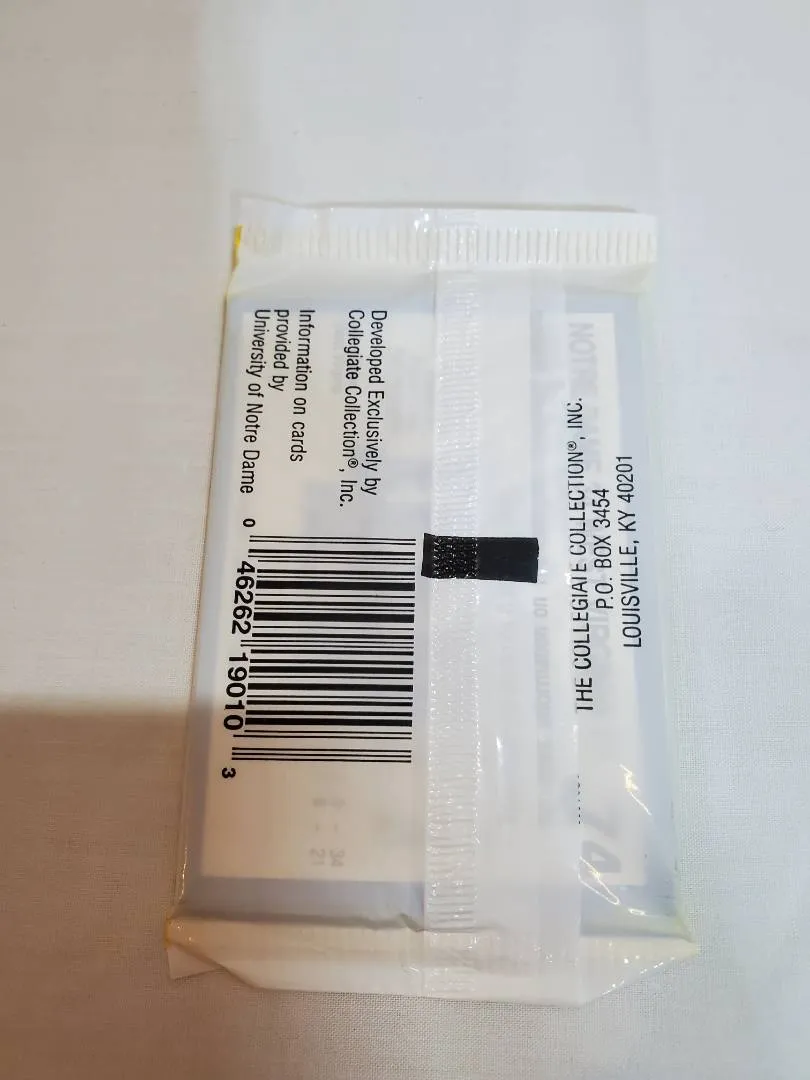 Developed Exclusively by
Collegiate Collection®, Inc.
Information on cards
provided by
University of Notre Dame
0 46262 19010 3
THE COLLEGIATE COLLECTION®, INC.
P.O. BOX 3454
LOUISVILLE, KY 40201